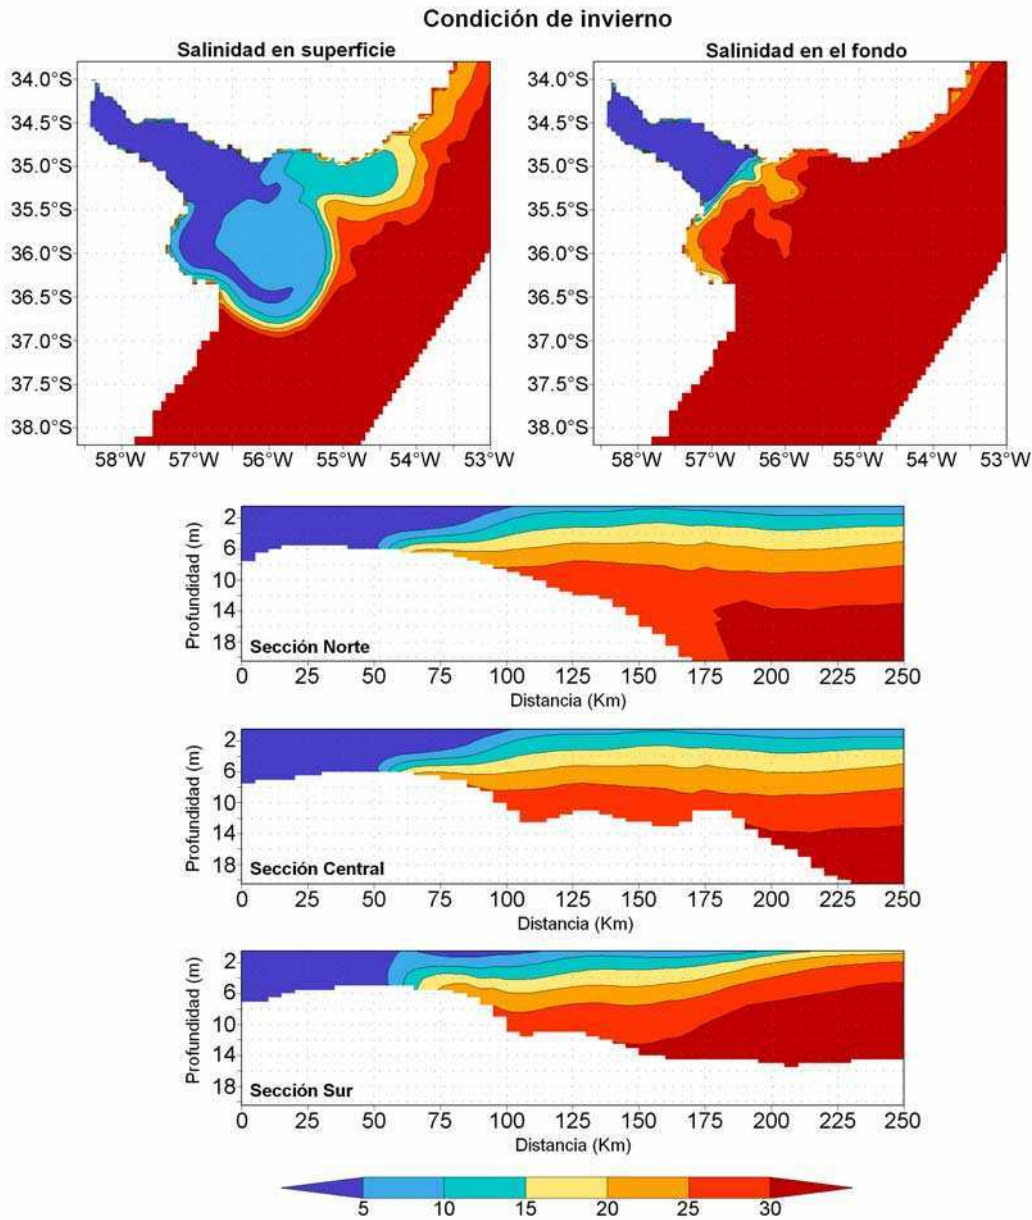 Condición de invierno
Salinidad en superficie
Salinidad en el fondo
34.0°S
34.5°S
35.0°S
35.5°S
36.0°S
36.5°S
37.0°S
37.5°S
38.0°S
58°W 57°W 56°W 55°W 54°W 53°W
34.0°S
34.5°S
35.0°S
35.5°S
36.0°S
36.5°S
37.0°S
37.5°S
38.0°S
58°W 57°W 56°W 55°W 54°W 53°W
Profundidad (m)
2
6
10
14
18
Sección Norte
0 25 50 75 100 125 150 175 200 225 250
Distancia (Km)
Profundidad (m)
2
6
10
14
18
Sección Central
0 25 50 75 100 125 150 175 200 225 250
Distancia (Km)
Profundidad (m)
2
6
10
14
18
Sección Sur
0 25 50 75 100 125 150 175 200 225 250
Distancia (Km)
5 10 15 20 25 30